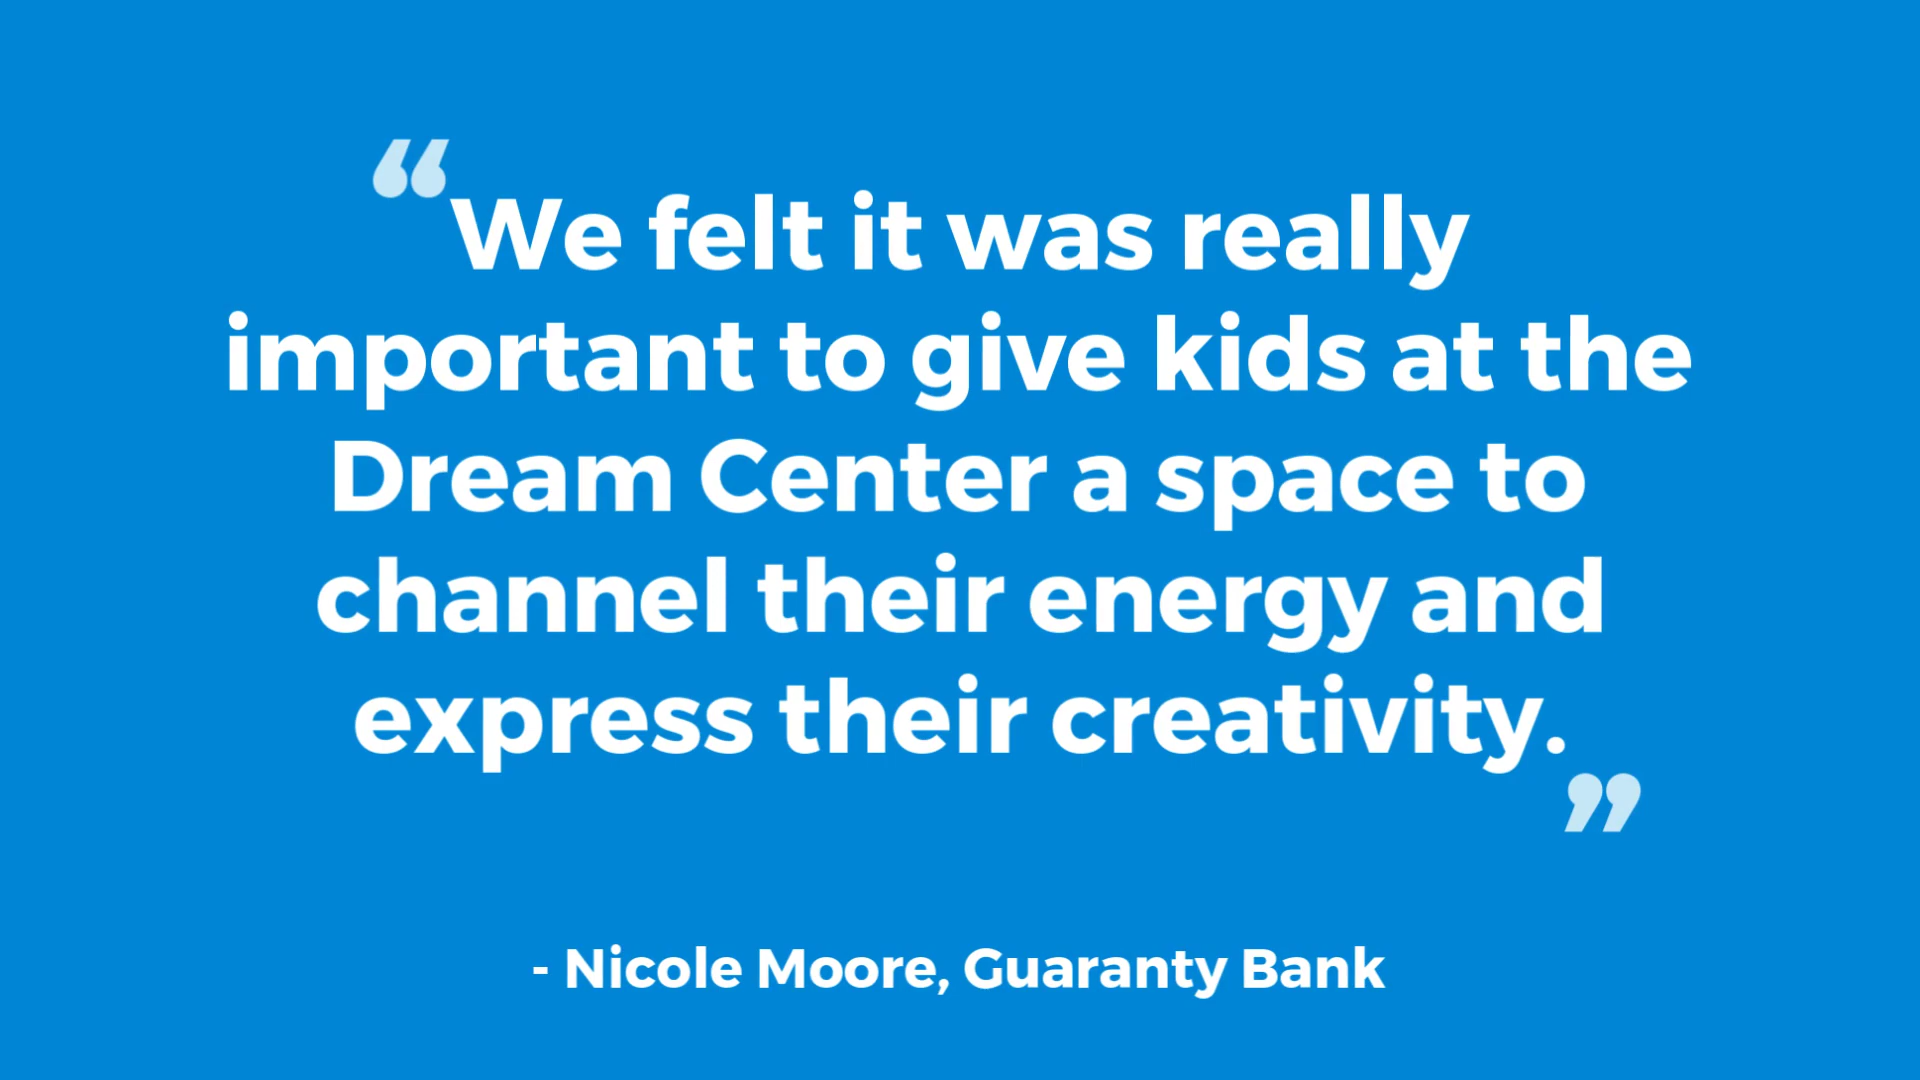 “We felt it was really
important to give kids at the
Dream Center a space to
channel their energy and
express their creativity.”
- Nicole Moore, Guaranty Bank